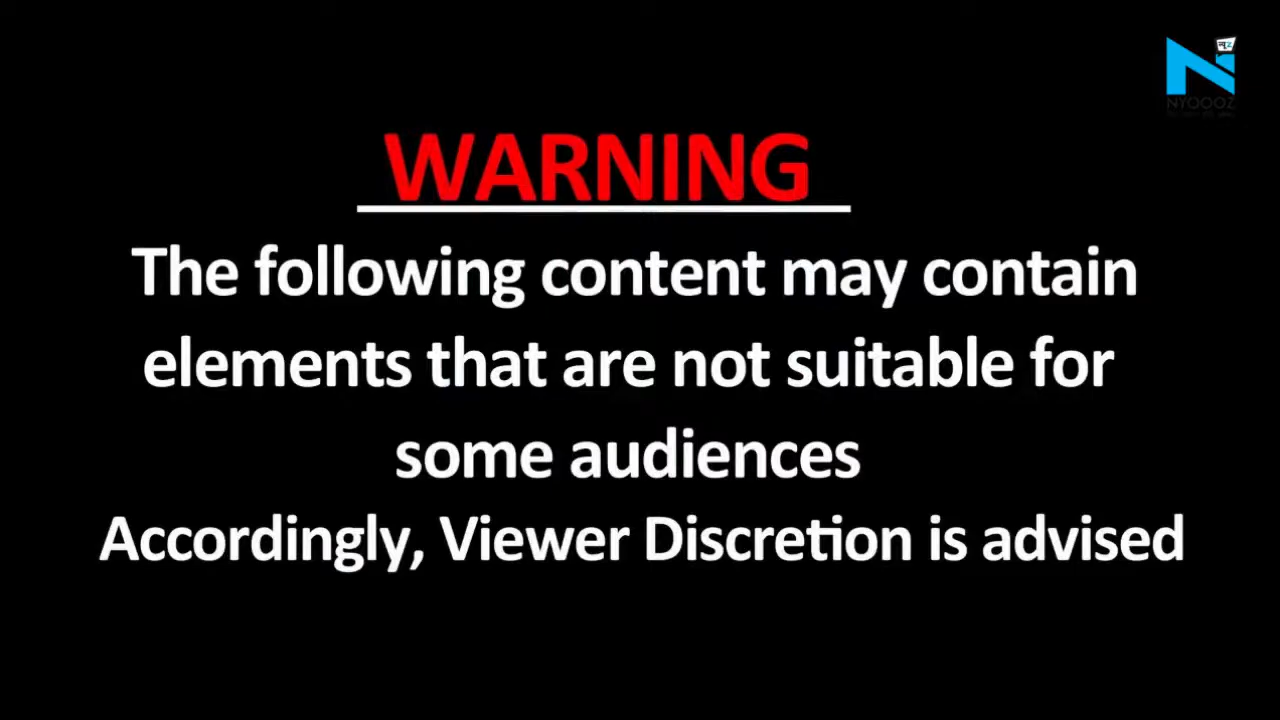 NYOOOZ
WARNING
The following content may contain
elements that are not suitable for
some audiences
Accordingly, Viewer Discretion is advised